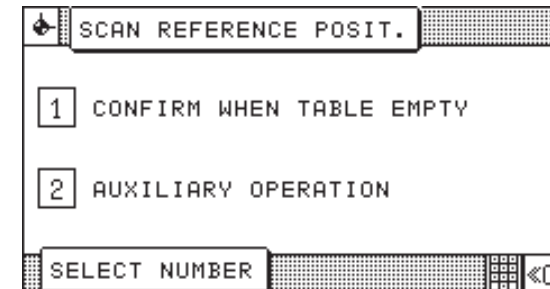 SCAN REFERENCE POSIT.
1 CONFIRM WHEN TABLE EMPTY
2 AUXILIARY OPERATION
SELECT NUMBER